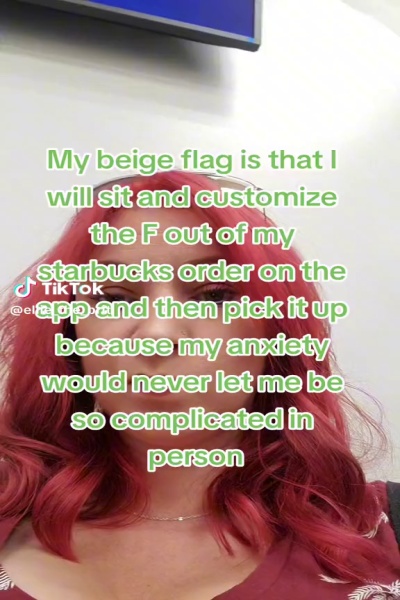 My beige flag is that I
will sit and customize
the F out of my
starbucks order on the
TikTok
app and then pick it up
because my anxiety
would never let me be
so complicated in
person